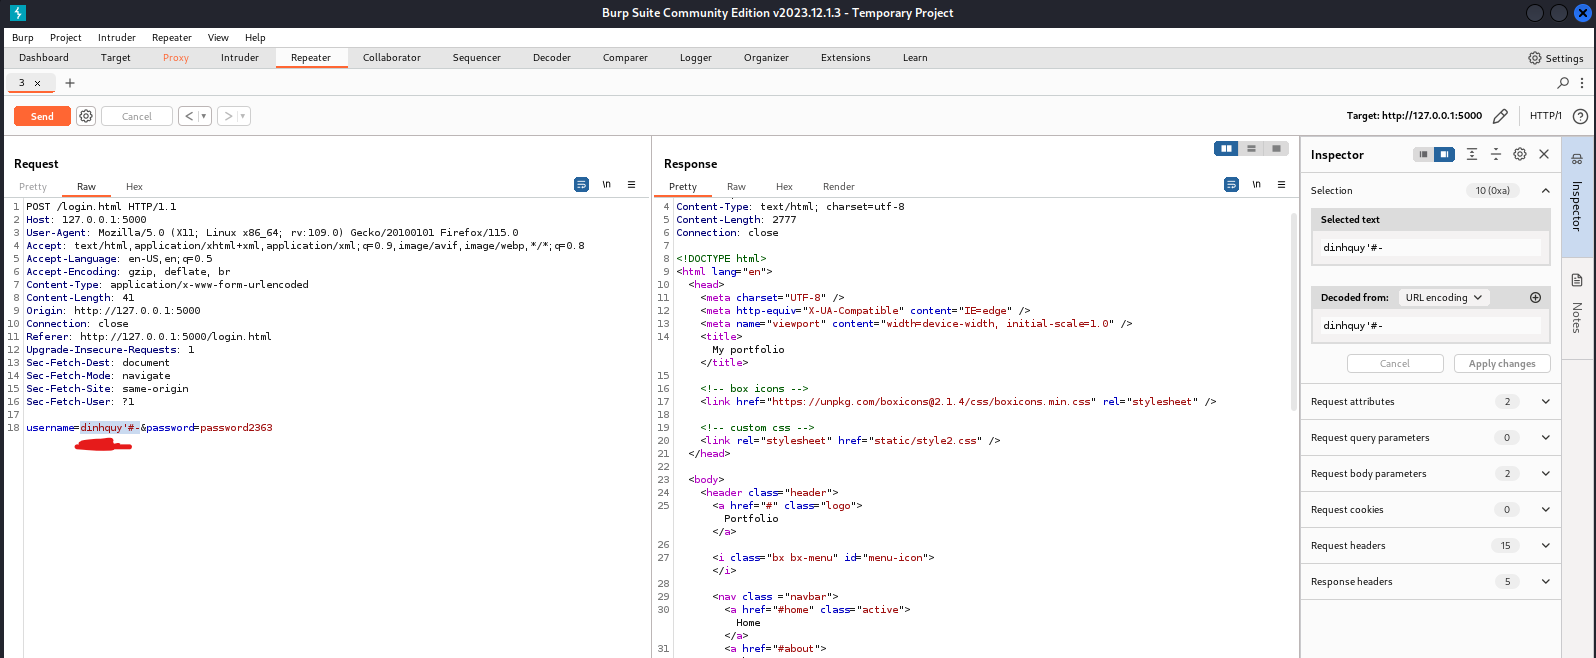 Burp Suite Community Edition v2023.12.1.3 - Temporary Project
Burp Project Intruder Repeater View Help
Dashboard Target Proxy Intruder Repeater Collaborator Sequencer Decoder Comparer Logger Organizer Extensions Learn Settings
3 × +
Send Cancel < > Target: http://127.0.0.1:5000 HTTP/1 ?
Request
Pretty Raw Hex \n
1 POST /login.html HTTP/1.1
2 Host: 127.0.0.1:5000
3 User-Agent: Mozilla/5.0 (X11; Linux x86_64; rv:109.0) Gecko/20100101 Firefox/115.0
4 Accept: text/html,application/xhtml+xml,application/xml;q=0.9,image/avif,image/webp,*/*;q=0.8
5 Accept-Language: en-US,en;q=0.5
6 Accept-Encoding: gzip, deflate, br
7 Content-Type: application/x-www-form-urlencoded
8 Content-Length: 41
9 Origin: http://127.0.0.1:5000
10 Connection: close
11 Referer: http://127.0.0.1:5000/login.html
12 Upgrade-Insecure-Requests: 1
13 Sec-Fetch-Dest: document
14 Sec-Fetch-Mode: navigate
15 Sec-Fetch-Site: same-origin
16 Sec-Fetch-User: ?1
17
18 username=dinhquy'#-&password=password2363
Response
Pretty Raw Hex Render \n
4 Content-Type: text/html; charset=utf-8
5 Content-Length: 2777
6 Connection: close
7
8 <!DOCTYPE html>
9 <html lang="en">
10 <head>
11 <meta charset="UTF-8" />
12 <meta http-equiv="X-UA-Compatible" content="IE=edge" />
13 <meta name="viewport" content="width=device-width, initial-scale=1.0" />
14 <title>
My portfolio
</title>
15
16 <!-- box icons -->
17 <link href="https://unpkg.com/boxicons@2.1.4/css/boxicons.min.css" rel="stylesheet" />
18
19 <!-- custom css -->
20 <link rel="stylesheet" href="static/style2.css" />
21 </head>
22
23 <body>
24 <header class="header">
25 <a href="#" class="logo">
Portfolio
</a>
26
27 <i class="bx bx-menu" id="menu-icon">
</i>
28
29 <nav class ="navbar">
30 <a href="#home" class="active">
Home
</a>
31 <a href="#about">
Inspector
Selection 10 (0xa)
Selected text
dinhquy'#-
Decoded from: URL encoding
dinhquy'#-
Cancel Apply changes
Request attributes 2
Request query parameters 0
Request body parameters 2
Request cookies 0
Request headers 15
Response headers 5
Inspector
Notes